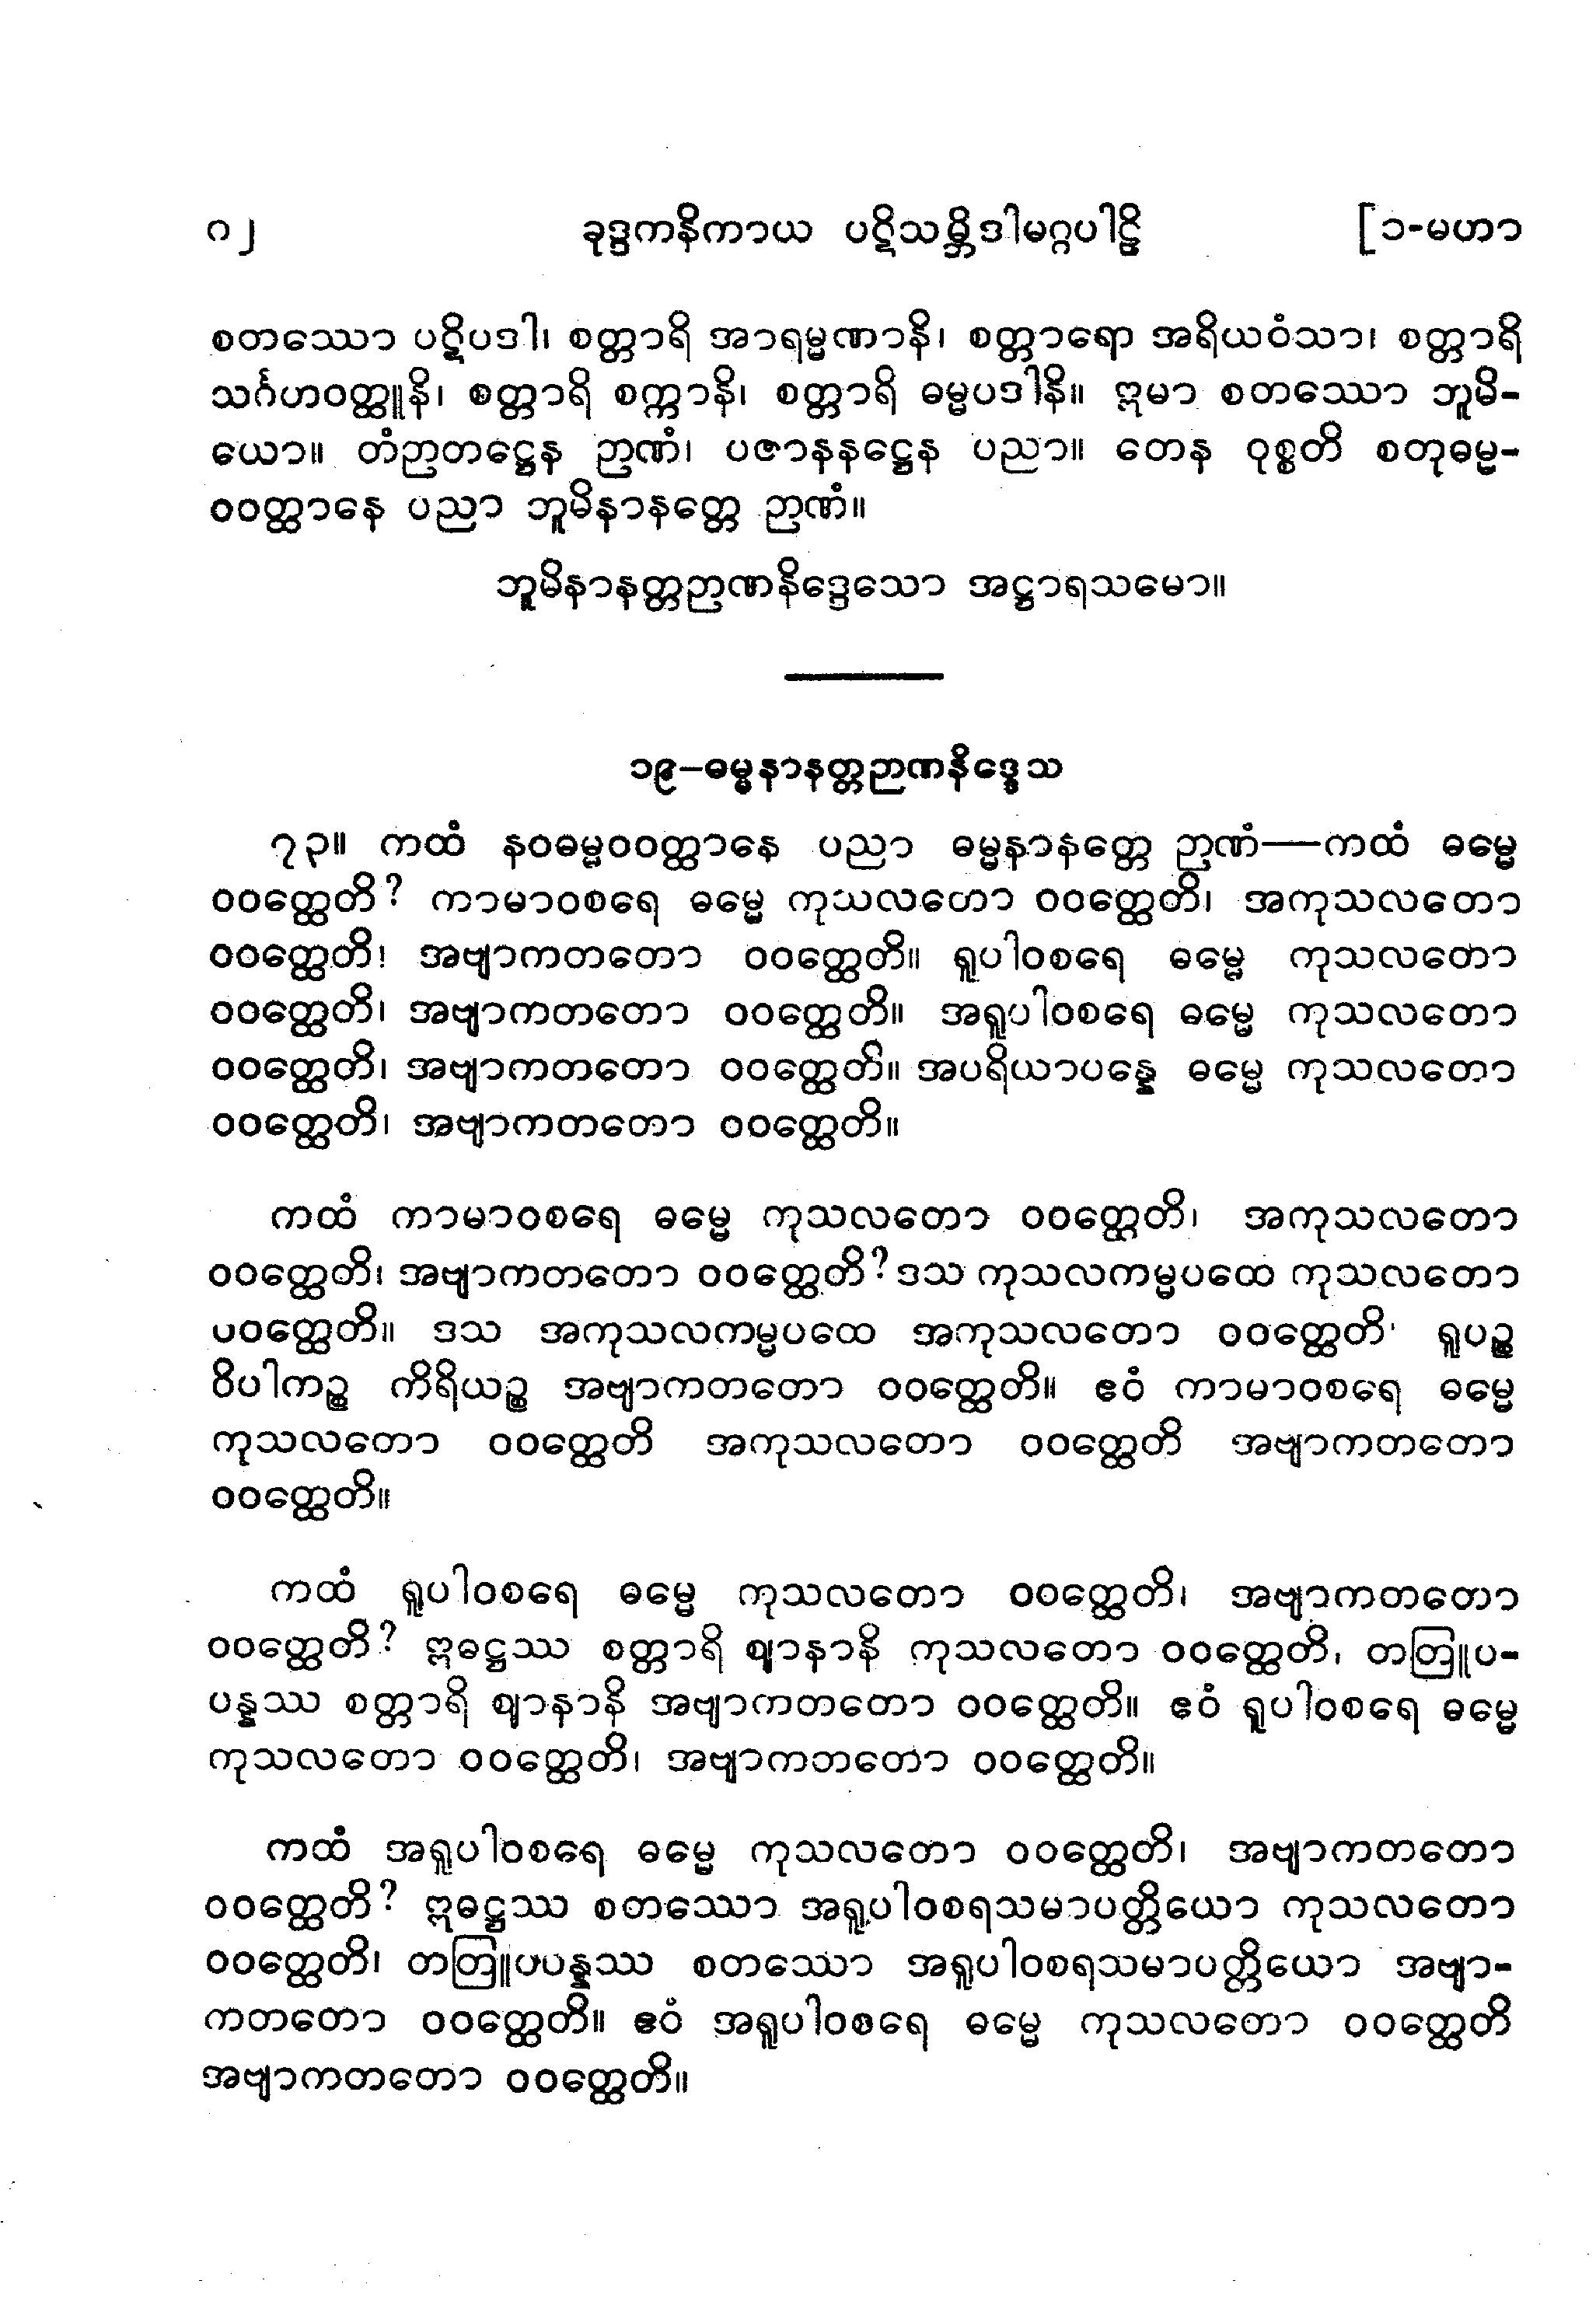 ဂ၂ ခုဒ္ဒကနိကာယ ပဋိသမ္ဘိဒါမဂ္ဂပါဠိ [၁-မဟာ
စတဿော ပဋိပဒါ၊ စတ္တာရိ အာရမ္မဏာနိ၊ စတ္တာရော အရိယဝံသာ၊ စတ္တာရိ
သင်္ဂဟဝတ္ထူနိ၊ စတ္တာရိ စက္ကာနိ၊ စတ္တာရိ ဓမ္မပဒါနိ။ ဣမာ စတဿော ဘူမိ-
ယော။ တံဉာတဋ္ဌေန ဉာဏံ၊ ပဇာနနဋ္ဌေန ပညာ။ တေန ဝုစ္စတိ စတုဓမ္မ-
ဝဝတ္ထာနေ ပညာ ဘူမိနာနတ္တေ ဉာဏံ။
ဘူမိနာနတ္တဉာဏနိဒ္ဒေသော အဋ္ဌာရသမော။
၁၉-ဓမ္မနာနတ္တဉာဏနိဒ္ဒေသ
၇၃။ ကထံ နဝဓမ္မဝဝတ္ထာနေ ပညာ ဓမ္မနာနတ္တေ ဉာဏံ—ကထံ ဓမ္မေ
ဝဝတ္ထေတိ? ကာမာဝစရေ ဓမ္မေ ကုသလတော ဝဝတ္ထေတိ၊ အကုသလတော
ဝဝတ္ထေတိ၊ အဗျာကတတော ဝဝတ္ထေတိ။ ရူပါဝစရေ ဓမ္မေ ကုသလတော
ဝဝတ္ထေတိ၊ အဗျာကတတော ဝဝတ္ထေတိ။ အရူပါဝစရေ ဓမ္မေ ကုသလတော
ဝဝတ္ထေတိ၊ အဗျာကတတော ဝဝတ္ထေတိ။ အပရိယာပန္နေ ဓမ္မေ ကုသလတော
ဝဝတ္ထေတိ၊ အဗျာကတတော ဝဝတ္ထေတိ။
ကထံ ကာမာဝစရေ ဓမ္မေ ကုသလတော ဝဝတ္ထေတိ၊ အကုသလတော
ဝဝတ္ထေတိ၊ အဗျာကတတော ဝဝတ္ထေတိ? ဒသ ကုသလကမ္မပထေ ကုသလတော
ဝဝတ္ထေတိ။ ဒသ အကုသလကမ္မပထေ အကုသလတော ဝဝတ္ထေတိ၊ ရူပဉ္စ
ဝိပါကဉ္စ ကိရိယဉ္စ အဗျာကတတော ဝဝတ္ထေတိ။ ဧဝံ ကာမာဝစရေ ဓမ္မေ
ကုသလတော ဝဝတ္ထေတိ အကုသလတော ဝဝတ္ထေတိ အဗျာကတတော
ဝဝတ္ထေတိ။
ကထံ ရူပါဝစရေ ဓမ္မေ ကုသလတော ဝဝတ္ထေတိ၊ အဗျာကတတော
ဝဝတ္ထေတိ? ဣဓဋ္ဌဿ စတ္တာရိ ဈာနာနိ ကုသလတော ဝဝတ္ထေတိ၊ တတြူပ-
ပန္နဿ စတ္တာရိ ဈာနာနိ အဗျာကတတော ဝဝတ္ထေတိ။ ဧဝံ ရူပါဝစရေ ဓမ္မေ
ကုသလတော ဝဝတ္ထေတိ၊ အဗျာကတတော ဝဝတ္ထေတိ။
ကထံ အရူပါဝစရေ ဓမ္မေ ကုသလတော ဝဝတ္ထေတိ၊ အဗျာကတတော
ဝဝတ္ထေတိ? ဣဓဋ္ဌဿ စတဿော အရူပါဝစရသမာပတ္တိယော ကုသလတော
ဝဝတ္ထေတိ၊ တတြူပပန္နဿ စတဿော အရူပါဝစရသမာပတ္တိယော အဗျာ-
ကတတော ဝဝတ္ထေတိ။ ဧဝံ အရူပါဝစရေ ဓမ္မေ ကုသလတော ဝဝတ္ထေတိ
အဗျာကတတော ဝဝတ္ထေတိ။